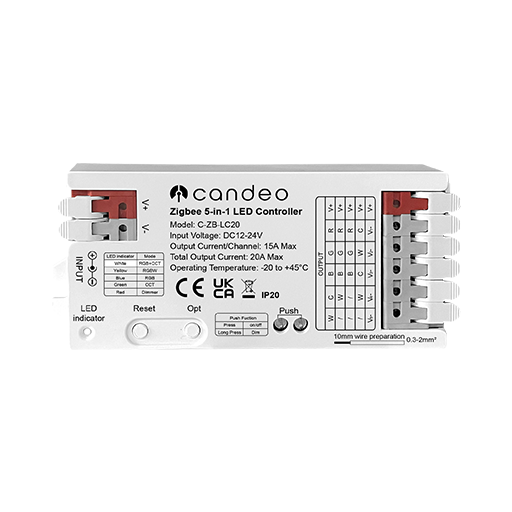 candeo
Zigbee 5-in-1 LED Controller
Model: C-ZB-LC20
Input Voltage: DC12-24V
Output Current/Channel: 15A Max
Total Output Current: 20A Max
Operating Temperature: -20 to +45°C
CE UK CA IP20
V+
V-
INPUT
LED indicator Mode
White RGB+CCT
Yellow RGBW
Blue RGB
Green CCT
Red Dimmer
LED indicator
Reset
Opt
Push Fuction
Press on/off
Long Press Dim
Push
OUTPUT
V+ V+ V+ V+ V+
R R R C V-
G G G / V-
B B B / V-
C W / W V-
W / / / V-
10mm wire preparation
0.3-2mm²